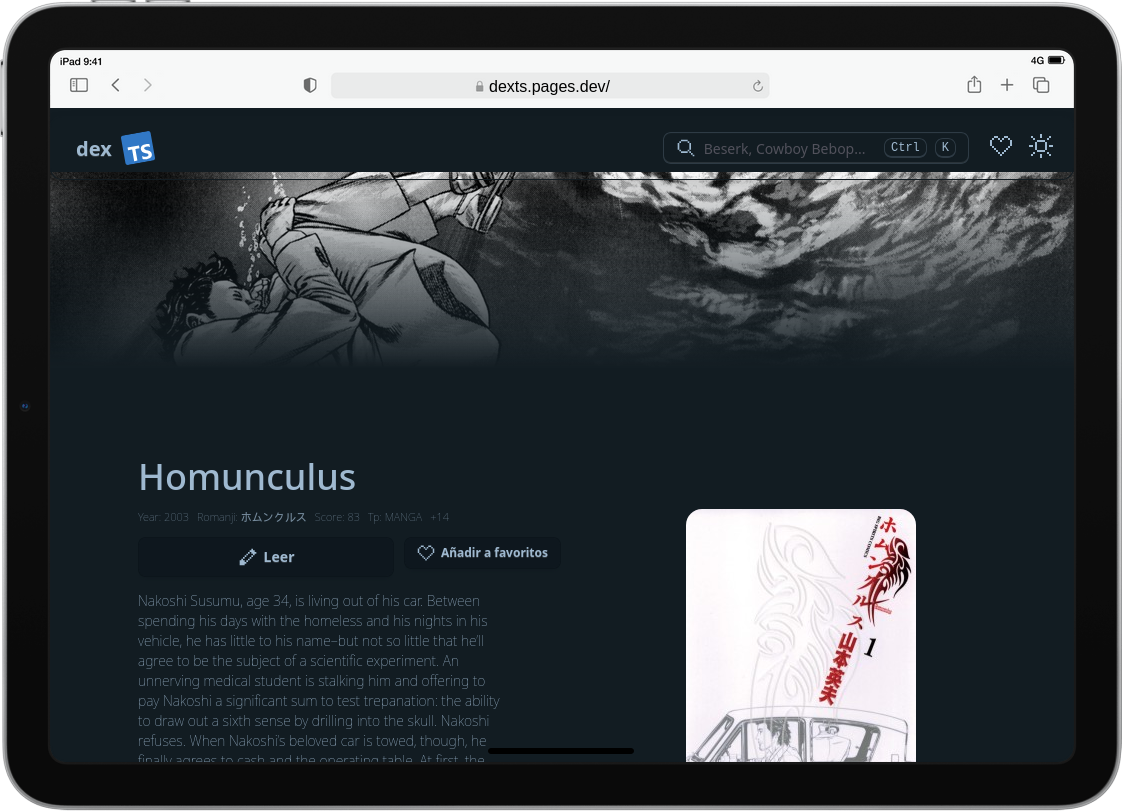 iPad 9:41
4G
dexts.pages.dev/
dex TS
Beserk, Cowboy Bebop... Ctrl K
Homunculus
Year: 2003 Romanji: ホムンクルス Score: 83 Tp: MANGA +14
Leer
Añadir a favoritos
Nakoshi Susumu, age 34, is living out of his car. Between
spending his days with the homeless and his nights in his
vehicle, he has little to his name–but not so little that he'll
agree to be the subject of a scientific experiment. An
unnerving medical student is stalking him and offering to
pay Nakoshi a significant sum to test trepanation: the ability
to draw out a sixth sense by drilling into the skull. Nakoshi
refuses. When Nakoshi's beloved car is towed, though, he
finally agrees to cash and the operating table. At first, the
BIG SPIRITS COMICS
ホムンクルス
1
山本英夫